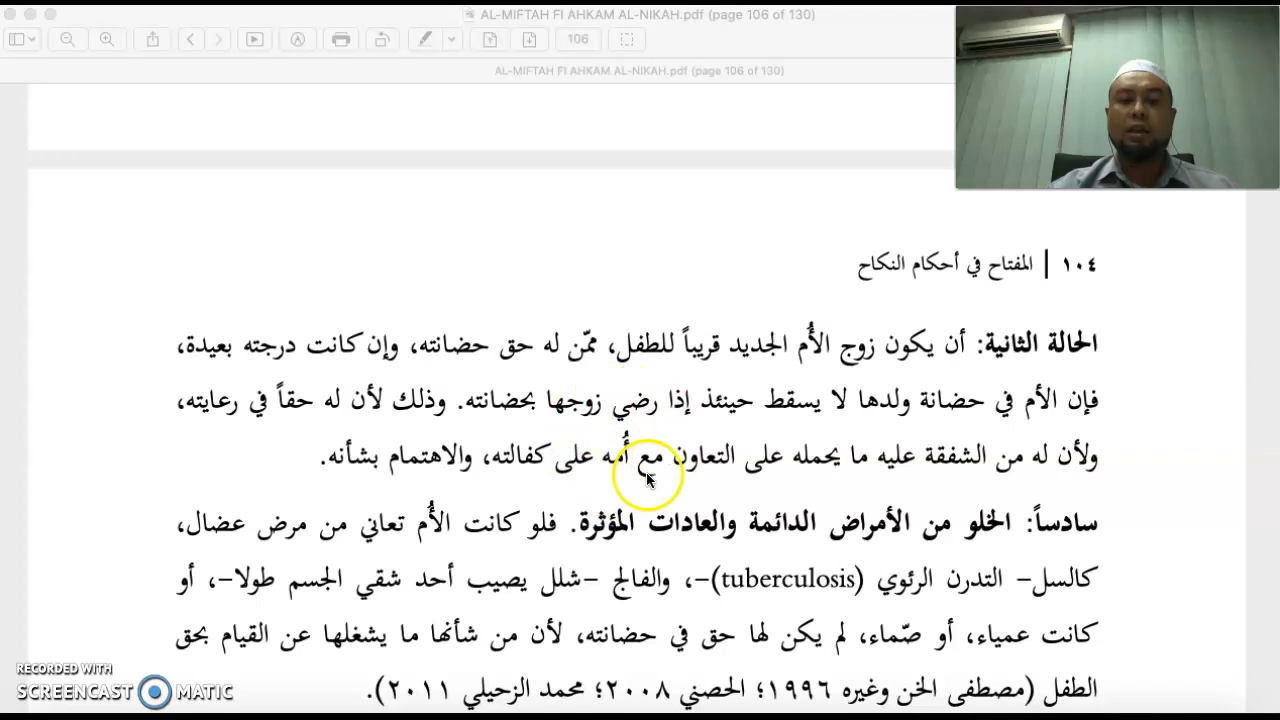 AL-MIFTAH FI AHKAM AL-NIKAH.pdf (page 106 of 130)
106
AL-MIFTAH FI AHKAM AL-NIKAH.pdf (page 106 of 130)
١٠٤ | المفتاح في أحكام النكاح
الحالة الثانية: أن يكون زوج الأُم الجديد قريباً للطفل، ممّن له حق حضانته، وإن كانت درجته بعيدة،
فإن الأم في حضانة ولدها لا يسقط حينئذ إذا رضي زوجها بحضانته. وذلك لأن له حقاً في رعايته،
ولأن له من الشفقة عليه ما يحمله على التعاون مع أُمه على كفالته، والاهتمام بشأنه.
سادساً: الخلو من الأمراض الدائمة والعادات المؤثرة. فلو كانت الأُم تعاني من مرض عضال،
كالسل– التدرن الرئوي (tuberculosis)–، والفالج –شلل يصيب أحد شقي الجسم طولا–، أو
كانت عمياء، أو صّماء، لم يكن لها حق في حضانته، لأن من شأنها ما يشغلها عن القيام بحق
الطفل (مصطفى الخن وغيره ١٩٩٦؛ الحصني ٢٠٠٨؛ محمد الزحيلي ٢٠١١).
RECORDED WITH
SCREENCAST MATIC